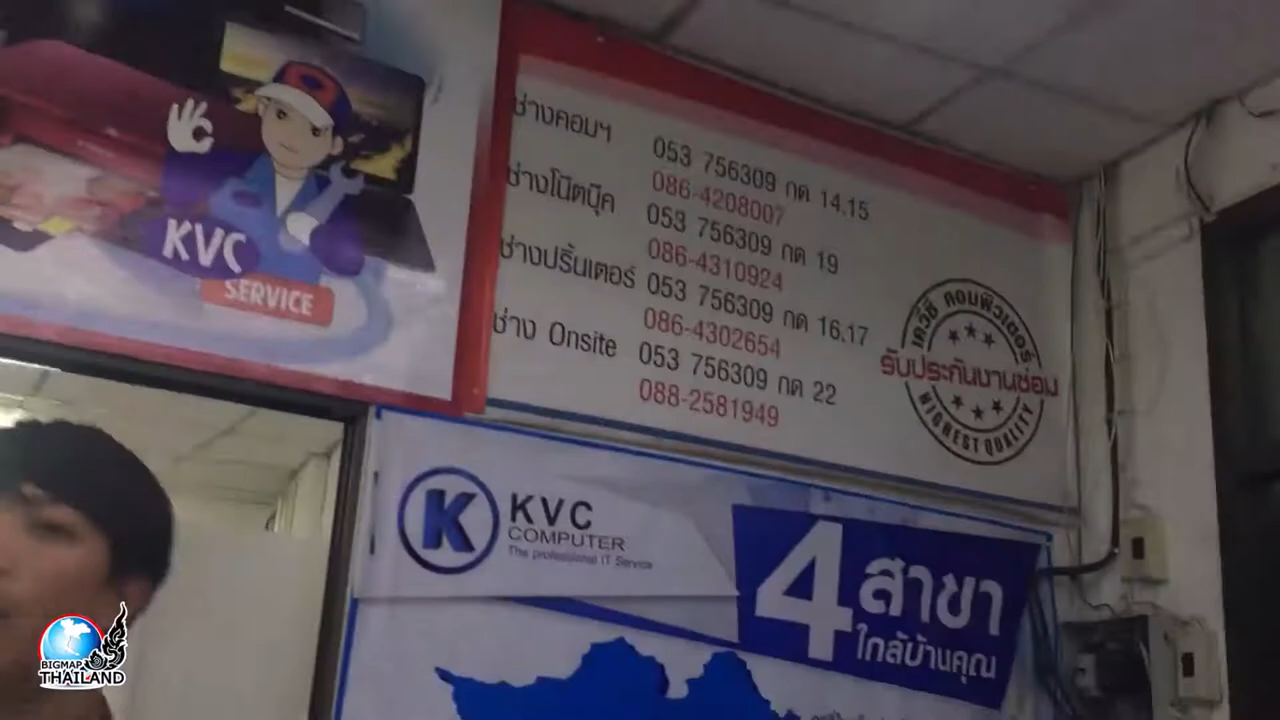 KVC
SERVICE
ช่างคอมฯ 053 756309 กด 14.15
086-4208007
ช่างโน๊ตบุ๊ค 053 756309 กด 19
086-4310924
ช่างปริ้นเตอร์ 053 756309 กด 16.17
086-4302654
ช่าง Onsite 053 756309 กด 22
088-2581949
เควีซี คอมพิวเตอร์
รับประกันงานซ่อม
HIGHEST QUALITY
K
KVC
COMPUTER
The professional IT Service
4 สาขา
ใกล้บ้านคุณ
BIGMAP
THAILAND